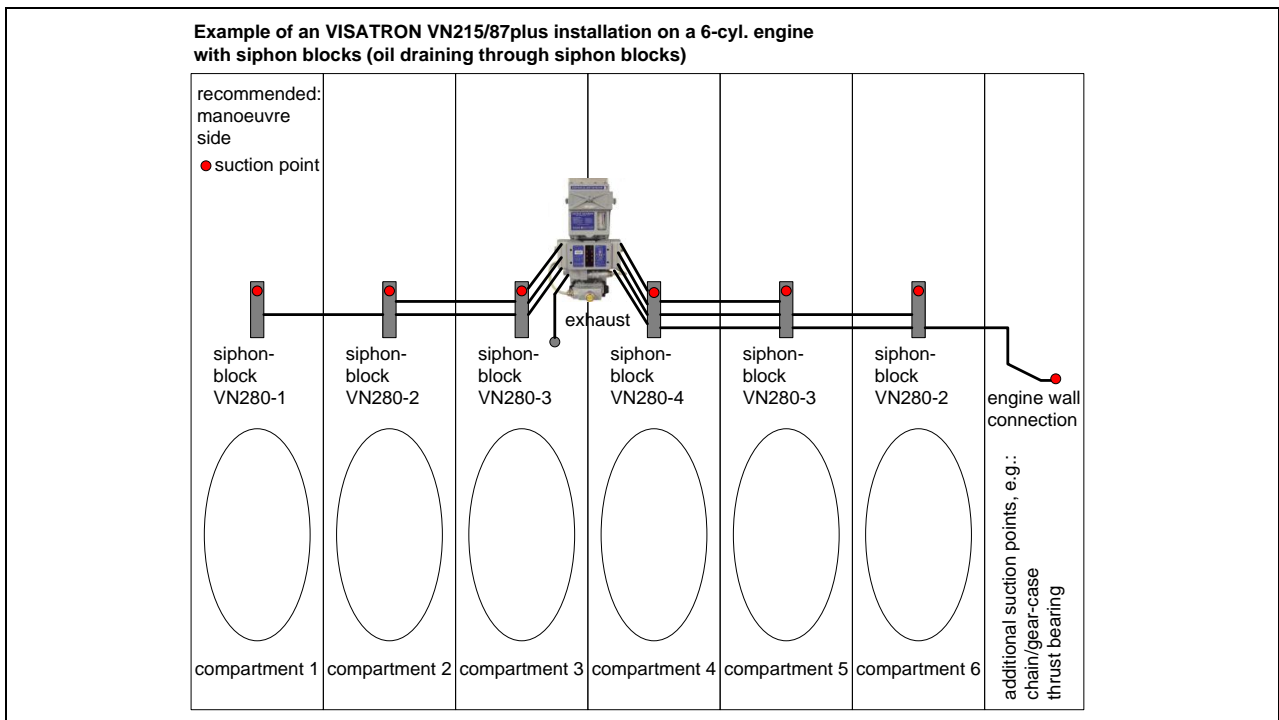 Example of an VISATRON VN215/87plus installation on a 6-cyl. engine
with siphon blocks (oil draining through siphon blocks)
recommended:
manoeuvre
side
suction point
exhaust
siphon-
block
VN280-1
siphon-
block
VN280-2
siphon-
block
VN280-3
siphon-
block
VN280-4
siphon-
block
VN280-3
siphon-
block
VN280-2
engine wall
connection
compartment 1
compartment 2
compartment 3
compartment 4
compartment 5
compartment 6
additional suction points, e.g.:
chain/gear-case
thrust bearing